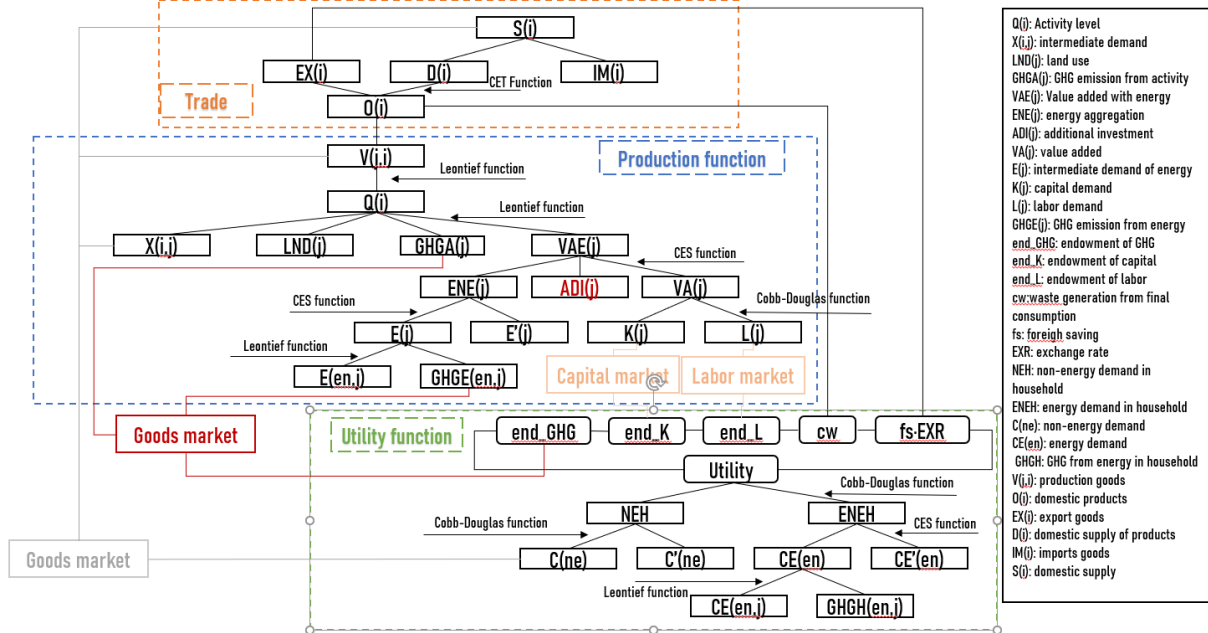 S(i)
EX(i)
D(i)
IM(i)
CET Function
Trade
O(i)
V(j,i)
Production function
Leontief function
Q(i)
Leontief function
X(i,j)
LND(j)
GHGA(j)
VAE(j)
CES function
ENE(j)
ADI(j)
VA(j)
CES function
Cobb-Douglas function
E(j)
E'(j)
K(j)
L(j)
Leontief function
E(en,j)
GHGE(en,j)
Capital market
Labor market
Goods market
Utility function
end_GHG
end_K
end_L
cw
fs·EXR
Utility
Cobb-Douglas function
NEH
ENEH
Cobb-Douglas function
CES function
Goods market
C(ne)
C'(ne)
CE(en)
CE'(en)
Leontief function
CE(en,j)
GHGH(en,j)
Q(i): Activity level
X(i,j): intermediate demand
LND(j): land use
GHGA(j): GHG emission from activity
VAE(j): Value added with energy
ENE(j): energy aggregation
ADI(j): additional investment
VA(j): value added
E(j): intermediate demand of energy
K(j): capital demand
L(j): labor demand
GHGE(j): GHG emission from energy
end_GHG: endowment of GHG
end_K: endowment of capital
end_L: endowment of labor
cw:waste generation from final
consumption
fs: foreigh saving
EXR: exchange rate
NEH: non-energy demand in
household
ENEH: energy demand in household
C(ne): non-energy demand
CE(en): energy demand
GHGH: GHG from energy in household
V(j,i): production goods
O(i): domestic products
EX(i): export goods
D(i): domestic supply of products
IM(i): imports goods
S(i): domestic supply